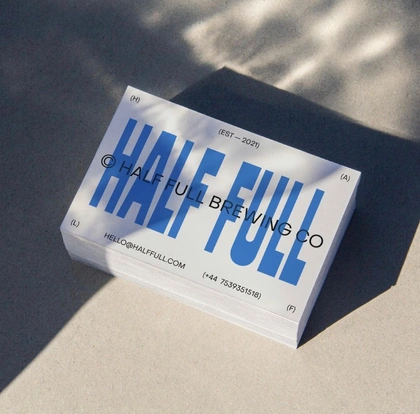 (H)
(EST — 2021)
(A)
HALF FULL
© HALF FULL BREWING CO
(L)
HELLO@HALFFULL.COM
(+44 7539351518)
(F)